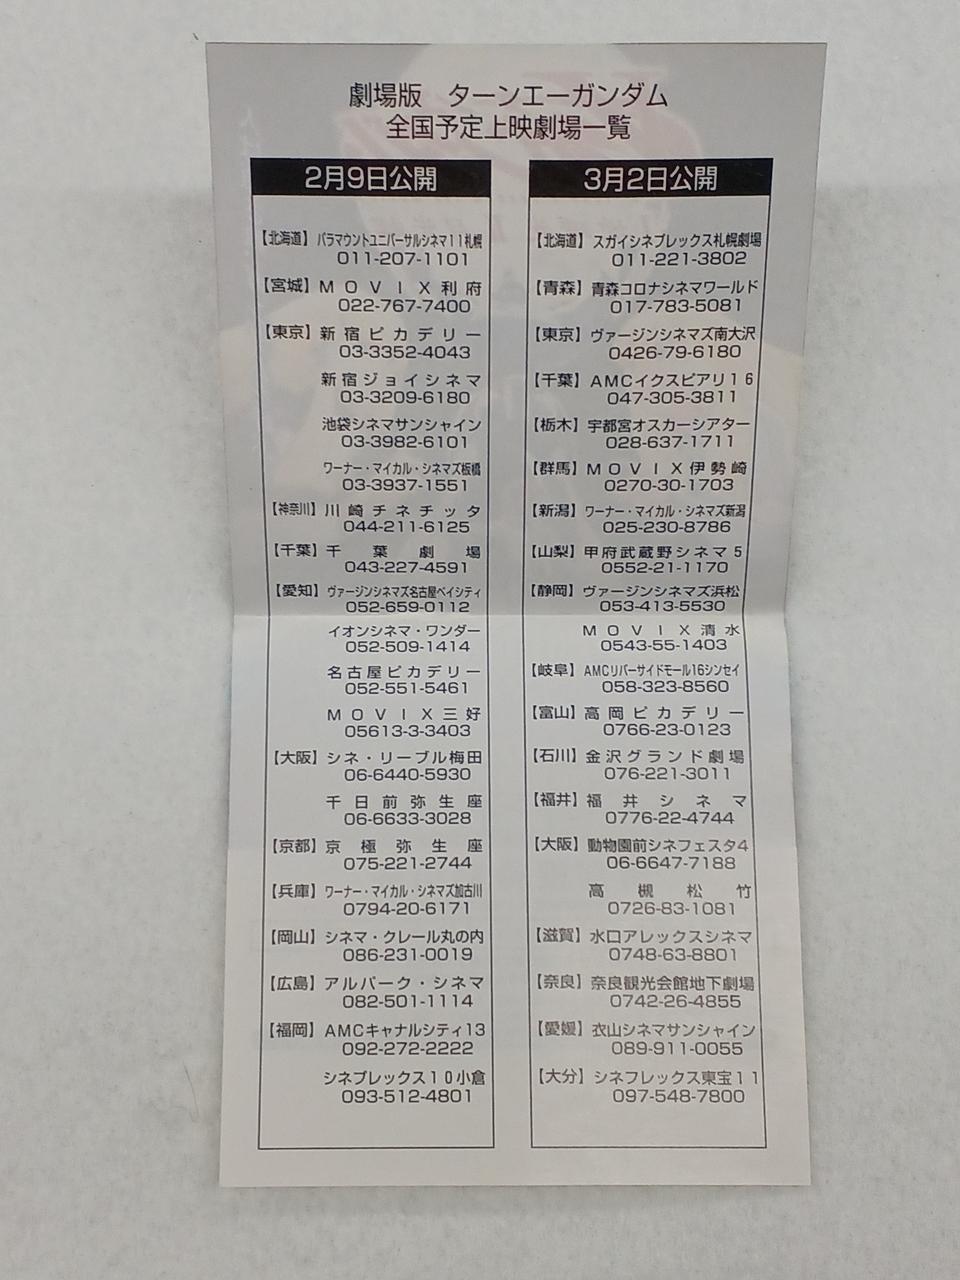 劇場版　ターンエーガンダム
全国予定上映劇場一覧
2月9日公開
【北海道】パラマウントユニバーサルシネマ11札幌
011-207-1101
【宮城】ＭＯＶＩＸ利府
022-767-7400
【東京】新宿ピカデリー
03-3352-4043
新宿ジョイシネマ
03-3209-6180
池袋シネマサンシャイン
03-3982-6101
ワーナー・マイカル・シネマズ板橋
03-3937-1551
【神奈川】川崎チネチッタ
044-211-6125
【千葉】千葉劇場
043-227-4591
【愛知】ヴァージンシネマズ名古屋ベイシティ
052-659-0112
イオンシネマ・ワンダー
052-509-1414
名古屋ピカデリー
052-551-5461
ＭＯＶＩＸ三好
05613-3-3403
【大阪】シネ・リーブル梅田
06-6440-5930
千日前弥生座
06-6633-3028
【京都】京極弥生座
075-221-2744
【兵庫】ワーナー・マイカル・シネマズ加古川
0794-20-6171
【岡山】シネマ・クレール丸の内
086-231-0019
【広島】アルパーク・シネマ
082-501-1114
【福岡】AMCキャナルシティ13
092-272-2222
シネプレックス１０小倉
093-512-4801
3月2日公開
【北海道】スガイシネプレックス札幌劇場
011-221-3802
【青森】青森コロナシネマワールド
017-783-5081
【東京】ヴァージンシネマズ南大沢
0426-79-6180
【千葉】AMCイクスピアリ１６
047-305-3811
【栃木】宇都宮オスカーシアター
028-637-1711
【群馬】ＭＯＶＩＸ伊勢崎
0270-30-1703
【新潟】ワーナー・マイカル・シネマズ新潟
025-230-8786
【山梨】甲府武蔵野シネマ５
0552-21-1170
【静岡】ヴァージンシネマズ浜松
053-413-5530
ＭＯＶＩＸ清水
0543-55-1403
【岐阜】AMCリバーサイドモール16シンセイ
058-323-8560
【富山】高岡ピカデリー
0766-23-0123
【石川】金沢グランド劇場
076-221-3011
【福井】福井シネマ
0776-22-4744
【大阪】動物園前シネフェスタ4
06-6647-7188
高槻松竹
0726-83-1081
【滋賀】水口アレックスシネマ
0748-63-8801
【奈良】奈良観光会館地下劇場
0742-26-4855
【愛媛】衣山シネマサンシャイン
089-911-0055
【大分】シネフレックス東宝１１
097-548-7800